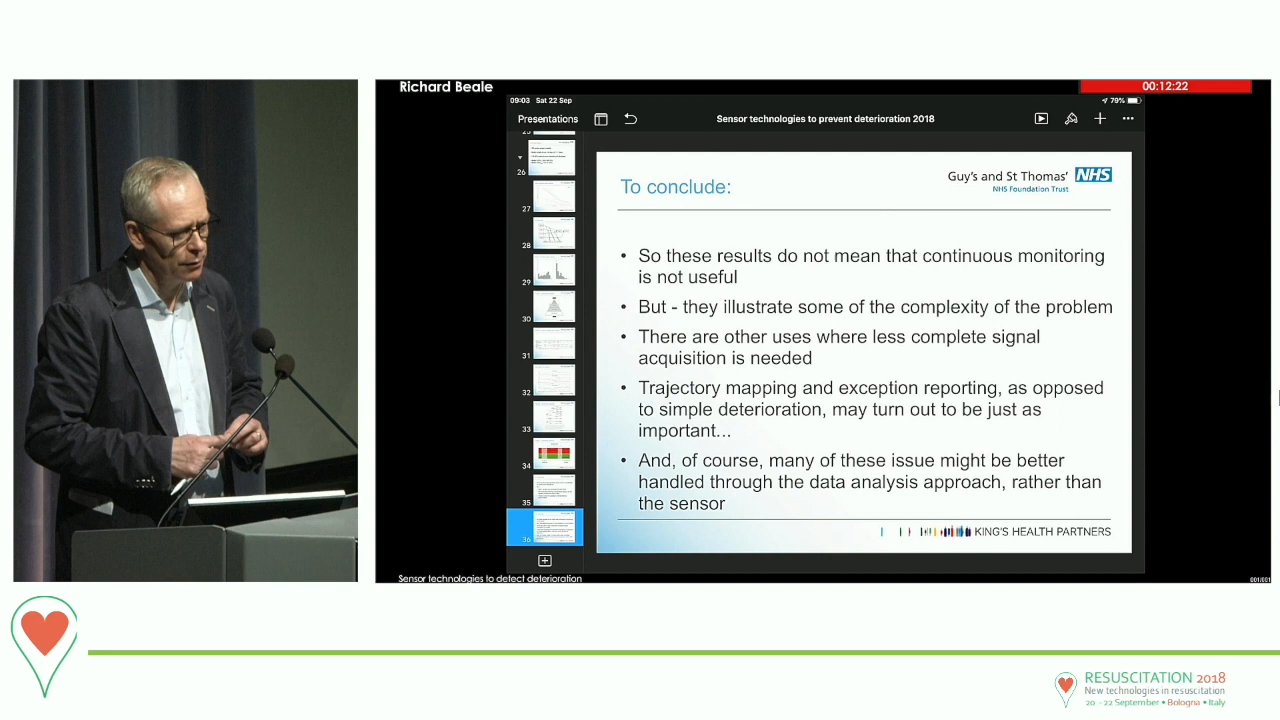 Richard Beale
00:12:22
09:03 Sat 22 Sep
79%
Presentations
Sensor technologies to prevent deterioration 2018
25
26
27
28
29
30
31
32
33
34
35
36
To conclude:
Guy's and St Thomas' NHS
NHS Foundation Trust
• So these results do not mean that continuous monitoring
is not useful
• But - they illustrate some of the complexity of the problem
• There are other uses where less complete signal
acquisition is needed
• Trajectory mapping and exception reporting, as opposed
to simple deterioration, may turn out to be just as
important...
• And, of course, many of these issue might be better
handled through the data analysis approach, rather than
the sensor
KING'S HEALTH PARTNERS
Sensor technologies to detect deterioration
001/001
RESUSCITATION 2018
New technologies in resuscitation
20 - 22 September • Bologna • Italy